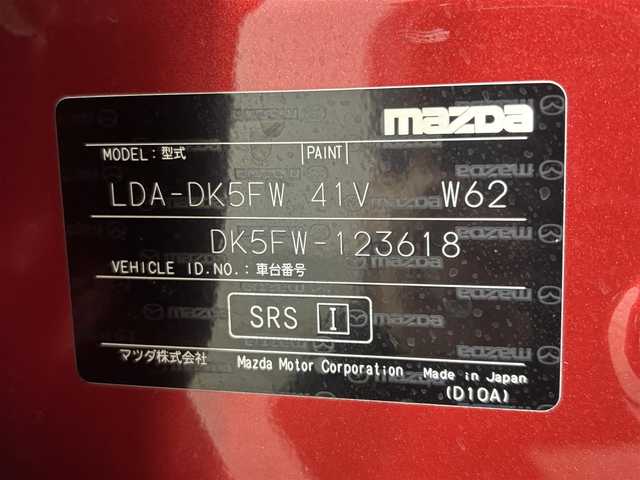 mazda
MODEL:型式 PAINT
LDA-DK5FW 41V W62
DK5FW-123618
VEHICLE ID.NO.:車台番号
SRS I
マツダ株式会社 Mazda Motor Corporation Made in Japan
(D10A)